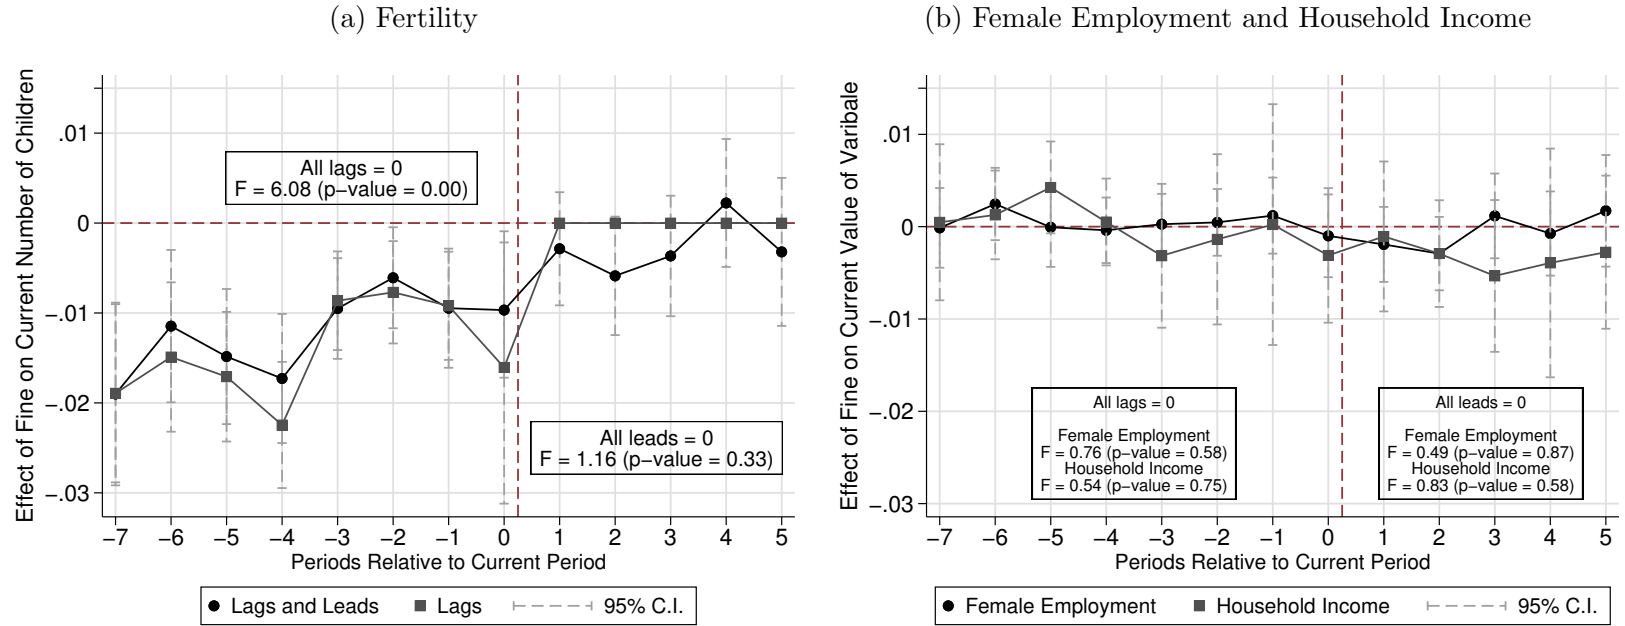 (a) Fertility
Effect of Fine on Current Number of Children
.01
0
−.01
−.02
−.03
All lags = 0
F = 6.08 (p−value = 0.00)
All leads = 0
F = 1.16 (p−value = 0.33)
−7 −6 −5 −4 −3 −2 −1 0 1 2 3 4 5
Periods Relative to Current Period
Lags and Leads Lags 95% C.I.
(b) Female Employment and Household Income
Effect of Fine on Current Value of Varibale
.01
0
−.01
−.02
−.03
All lags = 0
Female Employment
F = 0.76 (p−value = 0.58)
Household Income
F = 0.54 (p−value = 0.75)
All leads = 0
Female Employment
F = 0.49 (p−value = 0.87)
Household Income
F = 0.83 (p−value = 0.58)
−7 −6 −5 −4 −3 −2 −1 0 1 2 3 4 5
Periods Relative to Current Period
Female Employment Household Income 95% C.I.